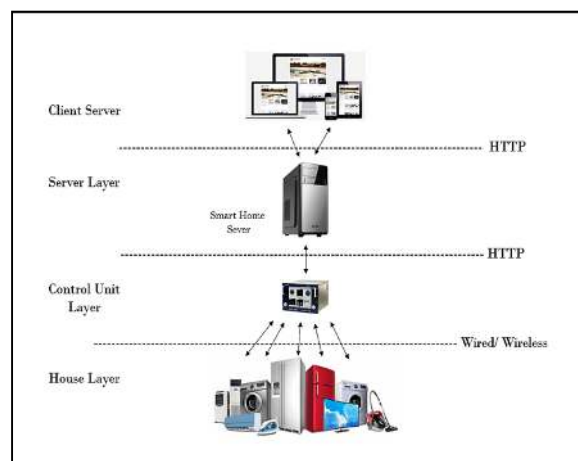 Client Server
HTTP
Server Layer
Smart Home
Sever
HTTP
Control Unit
Layer
Wired/ Wireless
House Layer